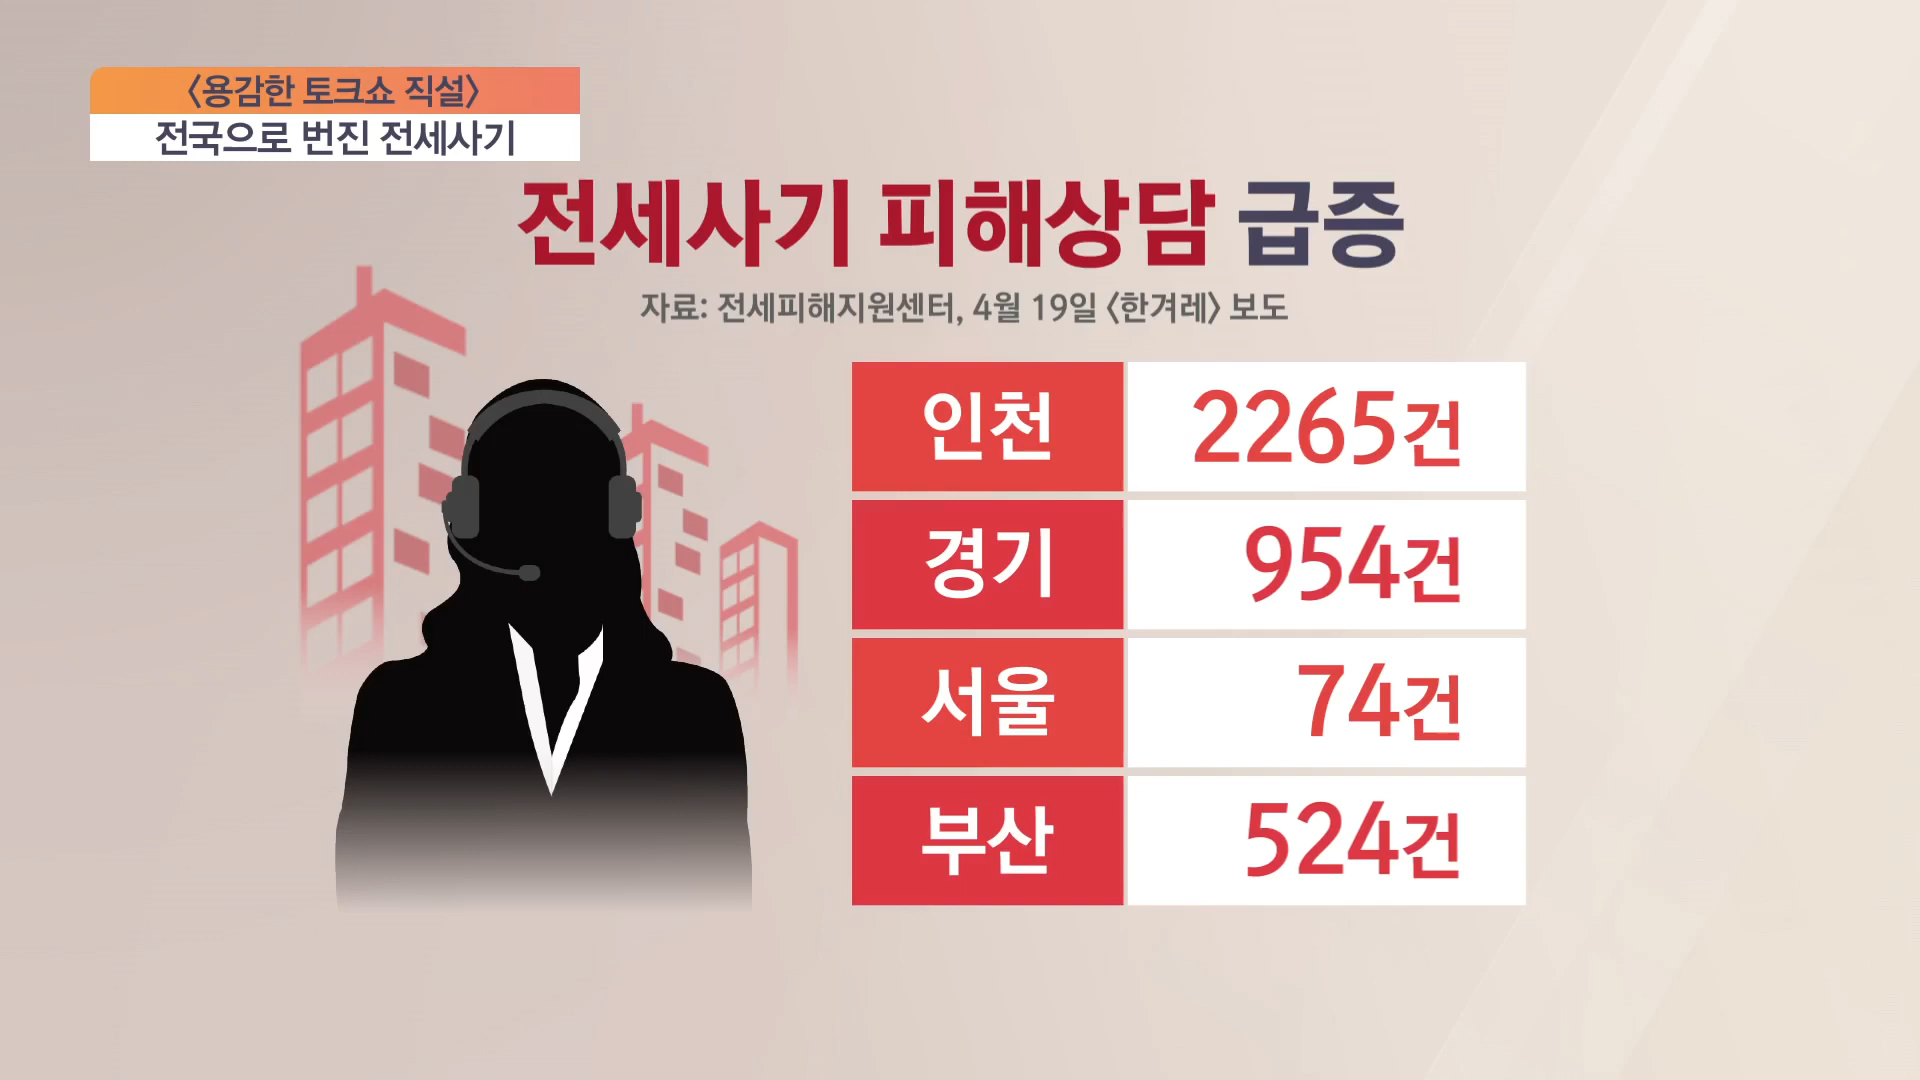 〈용감한 토크쇼 직설〉
전국으로 번진 전세사기
전세사기 피해상담 급증
자료: 전세피해지원센터, 4월 19일 〈한겨레〉 보도
인천 2265건
경기 954건
서울 74건
부산 524건